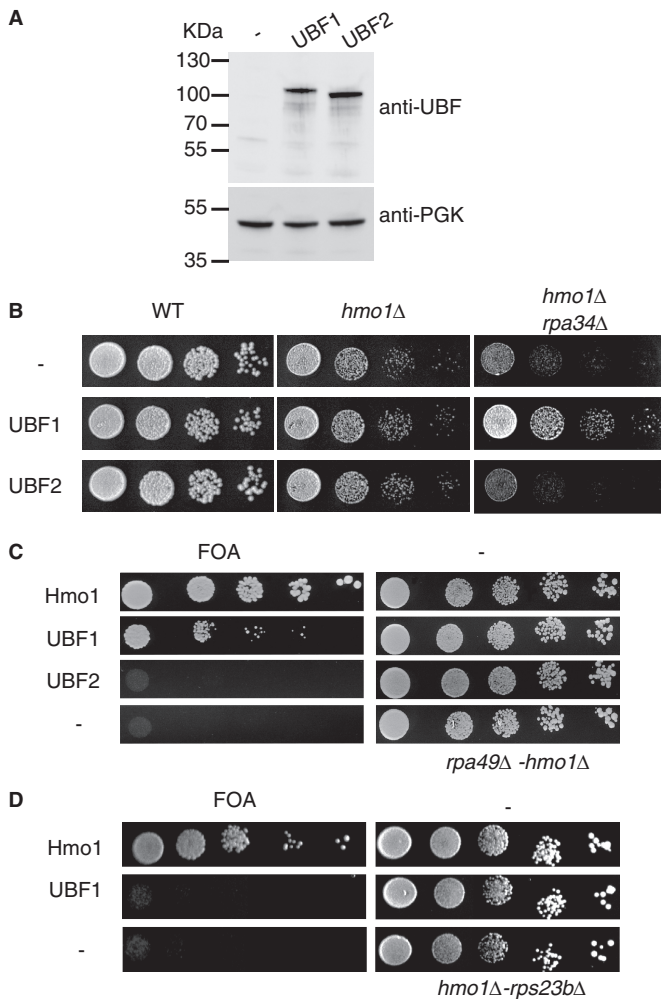 A
KDa - UBF1 UBF2
130
100
70
55
anti-UBF
55
35
anti-PGK
B
WT hmo1Δ hmo1Δ rpa34Δ
-
UBF1
UBF2
C
FOA -
Hmo1
UBF1
UBF2
-
rpa49Δ -hmo1Δ
D
FOA -
Hmo1
UBF1
-
hmo1Δ-rps23bΔ